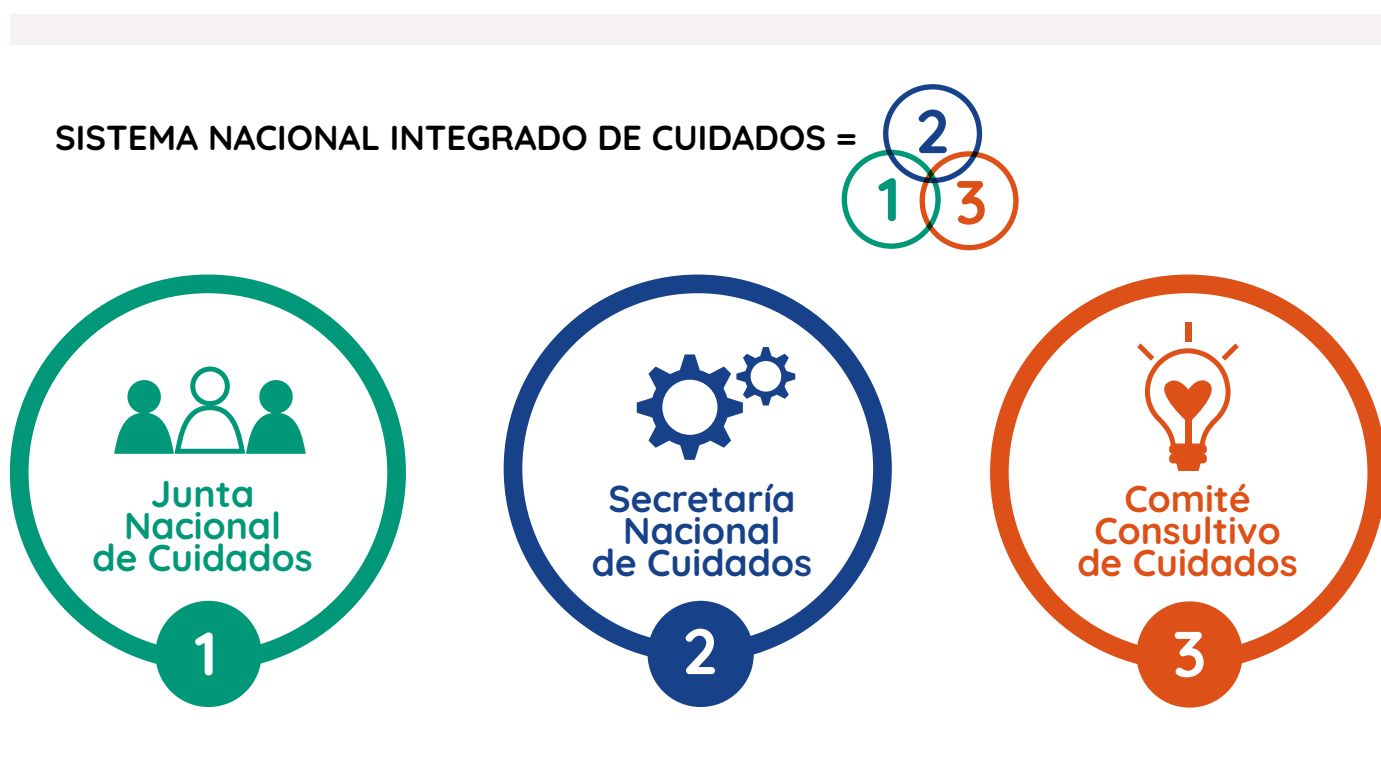 SISTEMA NACIONAL INTEGRADO DE CUIDADOS =
2
1 3
Junta
Nacional
de Cuidados
1
Secretaría
Nacional
de Cuidados
2
Comité
Consultivo
de Cuidados
3